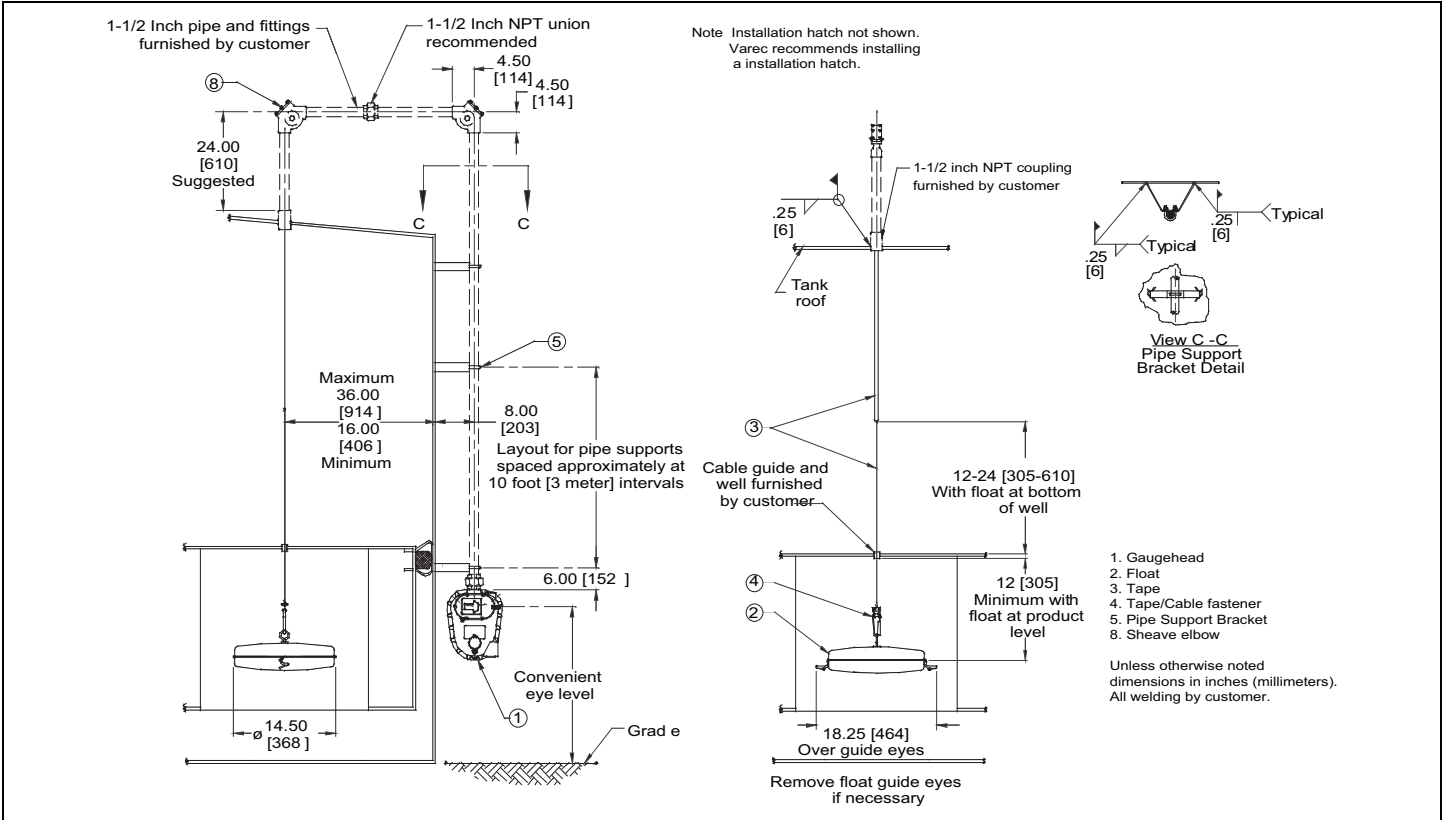 1-1/2 Inch pipe and fittings
furnished by customer
1-1/2 Inch NPT union
recommended
4.50
[114]
4.50
[114]
8
24.00
[610]
Suggested
C
C
5
Maximum
36.00
[914 ]
16.00
[406 ]
Minimum
8.00
[203]
Layout for pipe supports
spaced approximately at
10 foot [3 meter] intervals
6.00 [152 ]
Convenient
eye level
1
ø 14.50
[368 ]
Grad e
Note Installation hatch not shown.
Varec recommends installing
a installation hatch.
1-1/2 inch NPT coupling
furnished by customer
.25
[6]
Tank
roof
3
Cable guide and
well furnished
by customer
12-24 [305-610]
With float at bottom
of well
4
2
12 [305]
Minimum with
float at product
level
18.25 [464]
Over guide eyes
Remove float guide eyes
if necessary
.25
[6]
Typical
.25
[6]
Typical
View C -C
Pipe Support
Bracket Detail
1. Gaugehead
2. Float
3. Tape
4. Tape/Cable fastener
5. Pipe Support Bracket
8. Sheave elbow
Unless otherwise noted
dimensions in inches (millimeters).
All welding by customer.